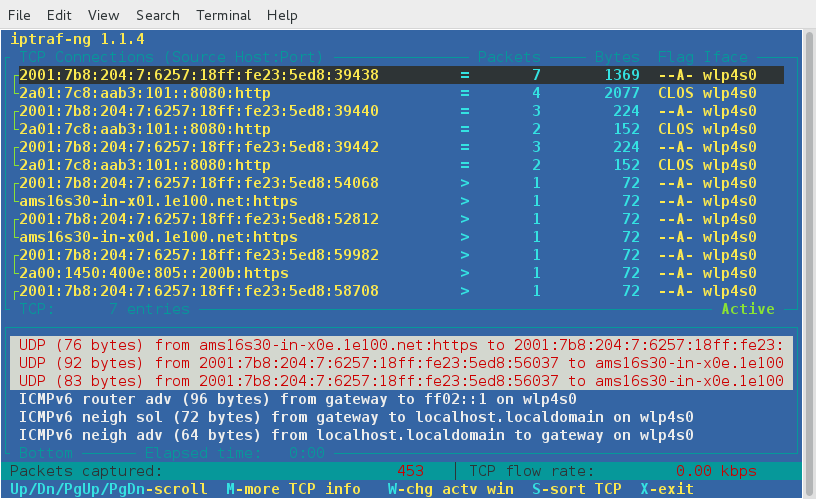 File Edit View Search Terminal Help
iptraf-ng 1.1.4
TCP Connections (Source Host:Port) Packets Bytes Flag Iface
2001:7b8:204:7:6257:18ff:fe23:5ed8:39438 = 7 1369 --A- wlp4s0
2a01:7c8:aab3:101::8080:http = 4 2077 CLOS wlp4s0
2001:7b8:204:7:6257:18ff:fe23:5ed8:39440 = 3 224 --A- wlp4s0
2a01:7c8:aab3:101::8080:http = 2 152 CLOS wlp4s0
2001:7b8:204:7:6257:18ff:fe23:5ed8:39442 = 3 224 --A- wlp4s0
2a01:7c8:aab3:101::8080:http = 2 152 CLOS wlp4s0
2001:7b8:204:7:6257:18ff:fe23:5ed8:54068 > 1 72 --A- wlp4s0
ams16s30-in-x01.1e100.net:https > 1 72 --A- wlp4s0
2001:7b8:204:7:6257:18ff:fe23:5ed8:52812 > 1 72 --A- wlp4s0
ams16s30-in-x0d.1e100.net:https > 1 72 --A- wlp4s0
2001:7b8:204:7:6257:18ff:fe23:5ed8:59982 > 1 72 --A- wlp4s0
2a00:1450:400e:805::200b:https > 1 72 --A- wlp4s0
2001:7b8:204:7:6257:18ff:fe23:5ed8:58708 > 1 72 --A- wlp4s0
TCP: 7 entries Active
UDP (76 bytes) from ams16s30-in-x0e.1e100.net:https to 2001:7b8:204:7:6257:18ff:fe23:
UDP (92 bytes) from 2001:7b8:204:7:6257:18ff:fe23:5ed8:56037 to ams16s30-in-x0e.1e100
UDP (83 bytes) from 2001:7b8:204:7:6257:18ff:fe23:5ed8:56037 to ams16s30-in-x0e.1e100
ICMPv6 router adv (96 bytes) from gateway to ff02::1 on wlp4s0
ICMPv6 neigh sol (72 bytes) from gateway to localhost.localdomain on wlp4s0
ICMPv6 neigh adv (64 bytes) from localhost.localdomain to gateway on wlp4s0
Bottom Elapsed time: 0:00
Packets captured: 453 TCP flow rate: 0.00 kbps
Up/Dn/PgUp/PgDn-scroll M-more TCP info W-chg actv win S-sort TCP X-exit